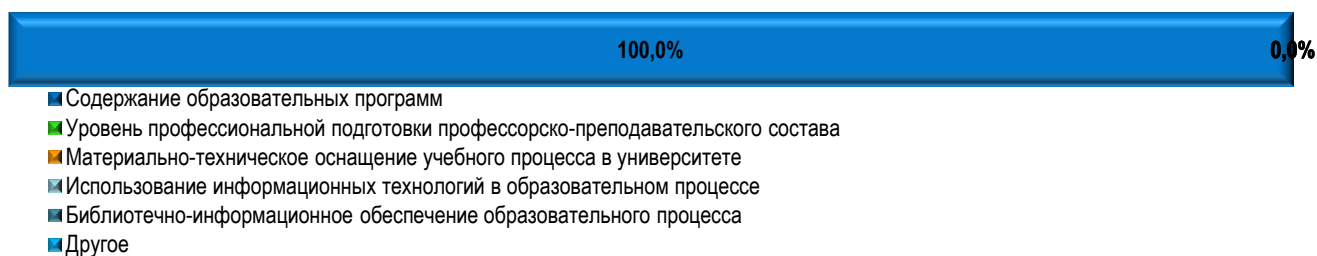 100,0% 0,0%
Содержание образовательных программ
Уровень профессиональной подготовки профессорско-преподавательского состава
Материально-техническое оснащение учебного процесса в университете
Использование информационных технологий в образовательном процессе
Библиотечно-информационное обеспечение образовательного процесса
Другое